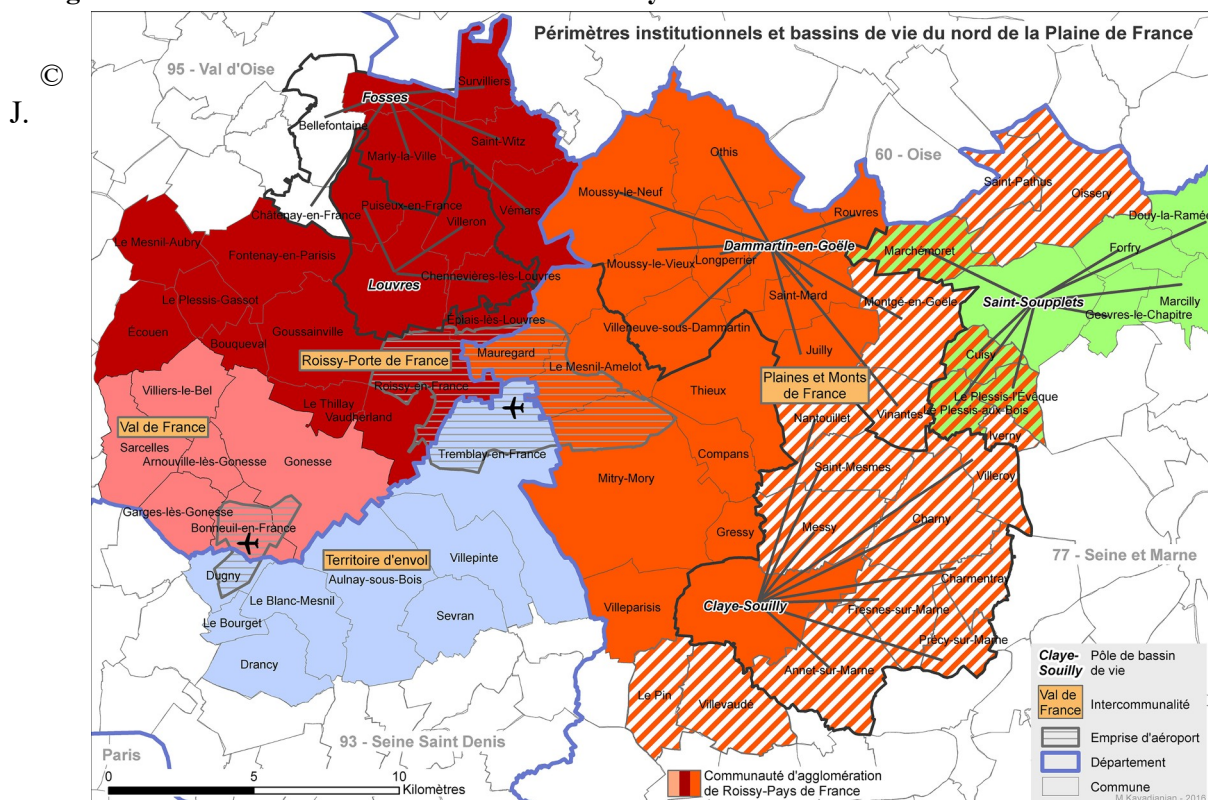 ©
J.
Périmètres institutionnels et bassins de vie du nord de la Plaine de France
95 - Val d'Oise
Survilliers
Fosses
Bellefontaine
Saint-Witz
Marly-la-Ville
Othis
60 - Oise
Saint-Pathus
Oissery
Moussy-le-Neuf
Puiseux-en-France
Châtenay-en-France
Villeron
Vémars
Rouvres
Douy-la-Ramée
Le Mesnil-Aubry
Fontenay-en-Parisis
Dammartin-en-Goële
Marchémoret
Forfry
Moussy-le-Vieux
Longperrier
Chennevières-lès-Louvres
Louvres
Saint-Mard
Montge-en-Goële
Saint-Soupplets
Marcilly
Gesvres-le-Chapitre
Le Plessis-Gassot
Écouen
Goussainville
Épiais-lès-Louvres
Villeneuve-sous-Dammartin
Bouqueval
Roissy-Porte de France
Mauregard
Le Mesnil-Amelot
Juilly
Cuisy
Villiers-le-Bel
Roissy-en-France
Thieux
Plaines et Monts
de France
Le Plessis-l'Évêque
Le Plessis-aux-Bois
Le Thillay
Vaudherland
Nantouillet
Vinantes
Val de France
Iverny
Sarcelles
Arnouville-lès-Gonesse
Gonesse
Tremblay-en-France
Compans
Saint-Mesmes
Villeroy
Mitry-Mory
Garges-lès-Gonesse
Bonneuil-en-France
Messy
Charny
Gressy
Territoire d'envol
Villepinte
77 - Seine et Marne
Dugny
Aulnay-sous-Bois
Charmentray
Le Blanc-Mesnil
Villeparisis
Claye-Souilly
Fresnes-sur-Marne
Le Bourget
Sevran
Précy-sur-Marne
Drancy
Annet-sur-Marne
Le Pin
Villevaudé
93 - Seine Saint Denis
Paris
0
5
10
Kilomètres
Communauté d'agglomération
de Roissy-Pays de France
Claye-
Souilly
Pôle de bassin
de vie
Val de
France
Intercommunalité
Emprise d'aéroport
Département
Commune